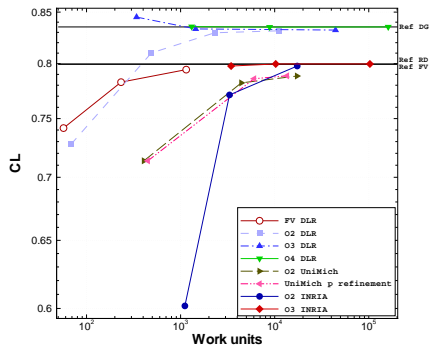 0.85
0.8
0.75
0.7
0.65
0.6
CL
Ref DG
Ref RD
Ref FV
FV DLR
O2 DLR
O3 DLR
O4 DLR
O2 UniMich
UniMich p refinement
O2 INRIA
O3 INRIA
10²
10³
10⁴
10⁵
Work units